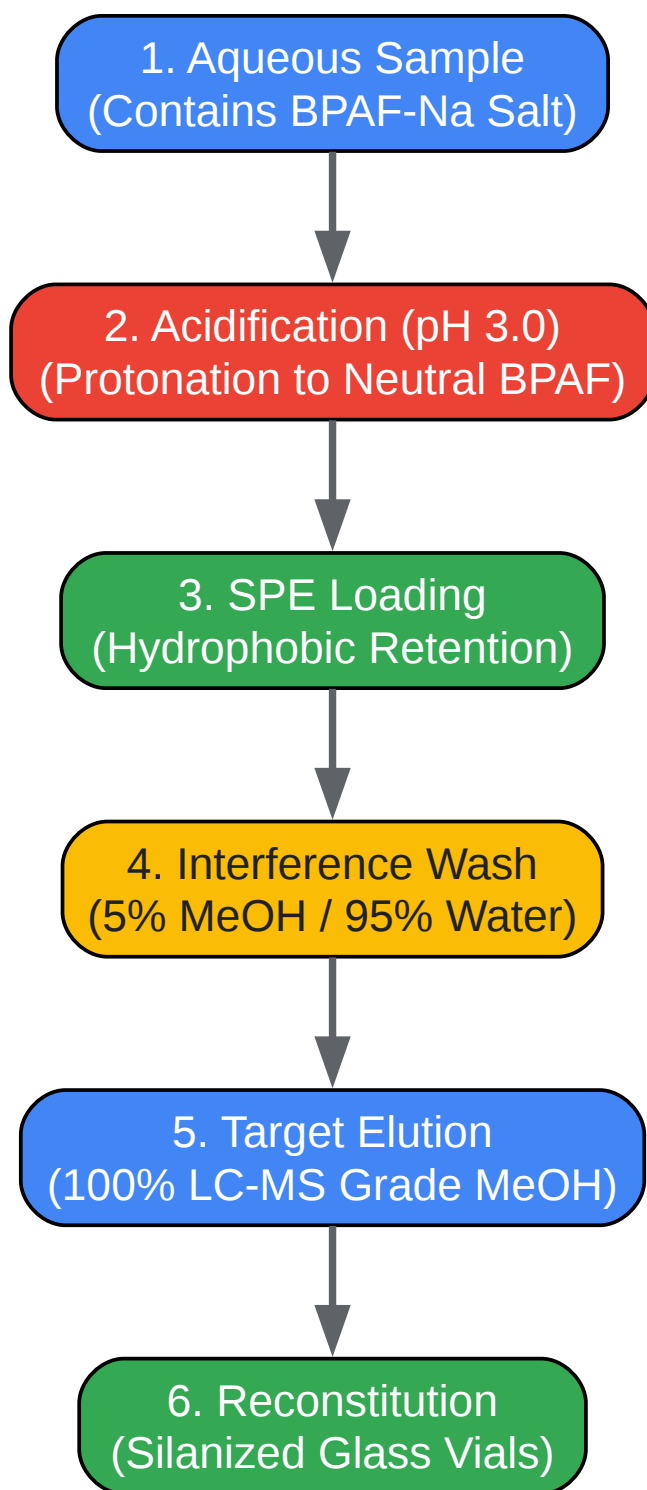 1. Aqueous Sample
(Contains BPAF-Na Salt)
2. Acidification (pH 3.0)
(Protonation to Neutral BPAF)
3. SPE Loading
(Hydrophobic Retention)
4. Interference Wash
(5% MeOH / 95% Water)
5. Target Elution
(100% LC-MS Grade MeOH)
6. Reconstitution
(Silanized Glass Vials)